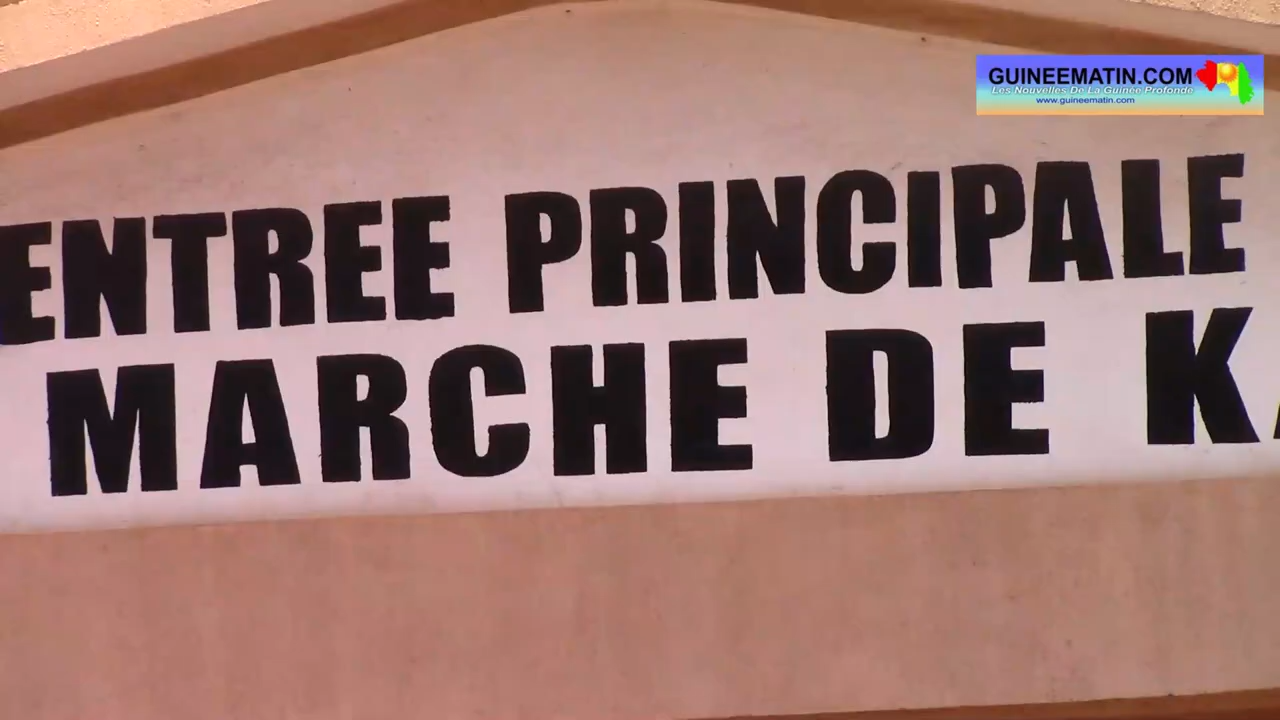 GUINEEMATIN.COM
Les Nouvelles De La Guinée Profonde
www.guineematin.com
ENTREE PRINCIPALE
MARCHE DE K